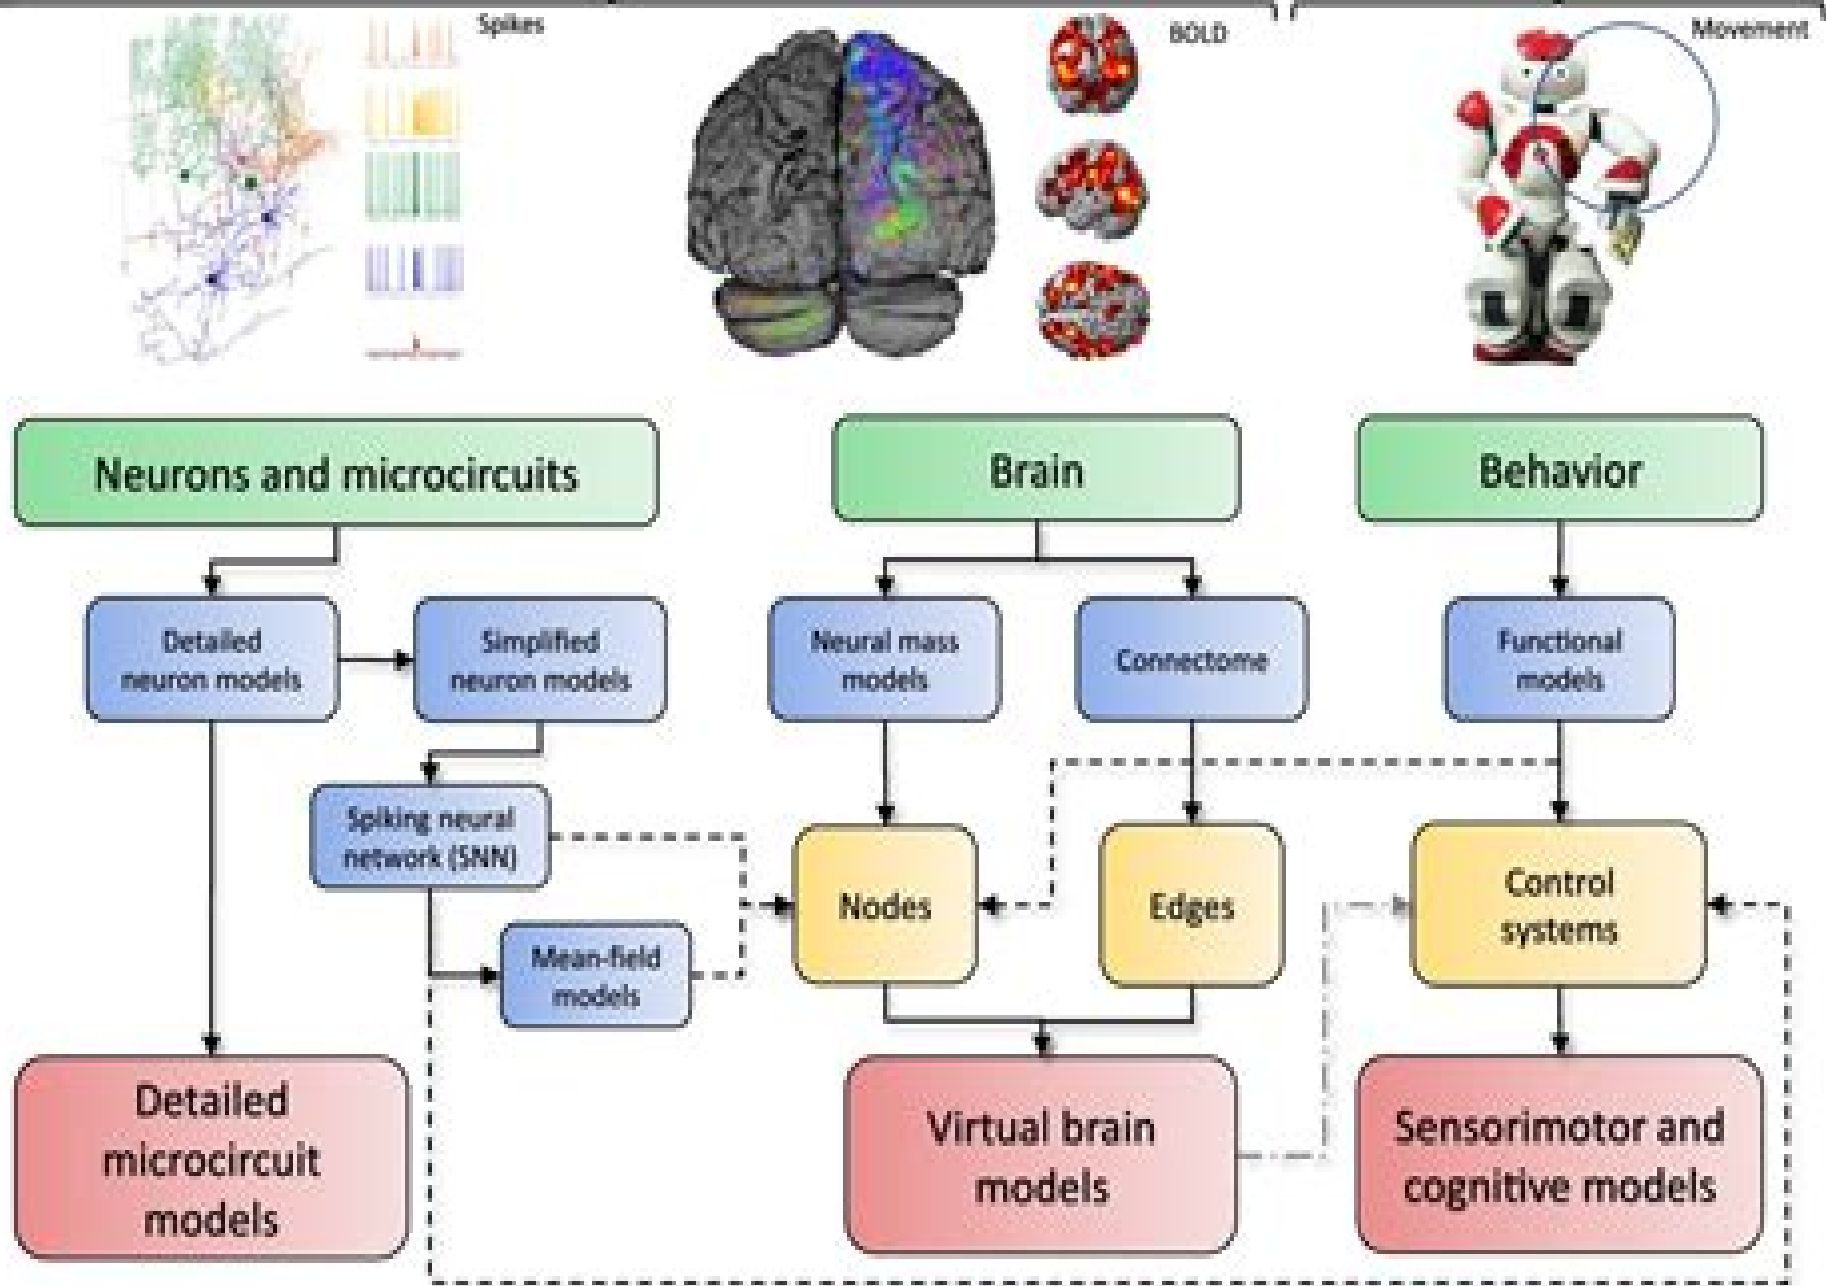 Spikes
BOLD
Movement
Neurons and microcircuits
Brain
Behavior
Detailed
neuron models
Simplified
neuron models
Neural mass
models
Connectome
Functional
models
Spiking neural
network (SNN)
Mean-field
models
Nodes
Edges
Control
systems
Detailed
microcircuit
models
Virtual brain
models
Sensorimotor and
cognitive models